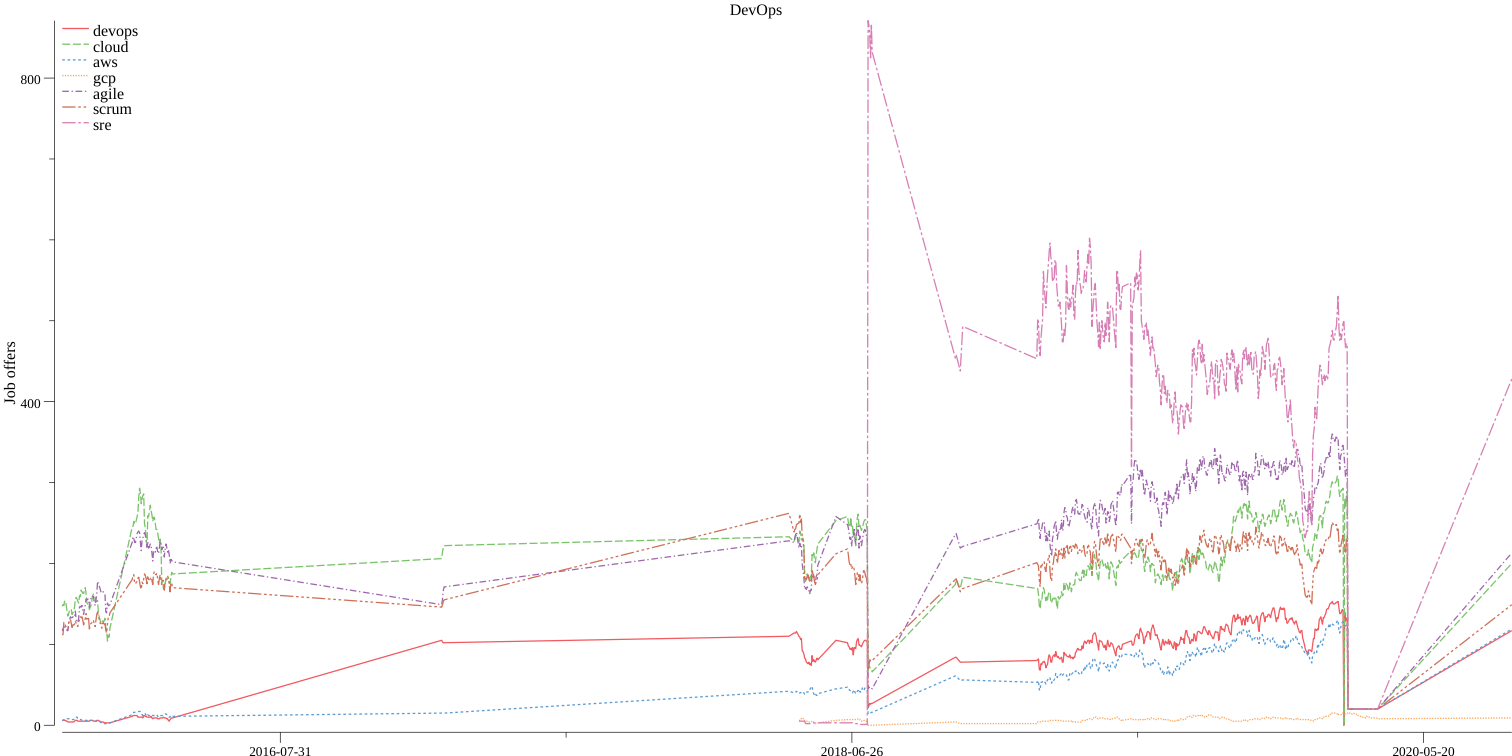 DevOps
devops
cloud
aws
gcp
agile
scrum
sre
800
400
0
Job offers
2016-07-31
2018-06-26
2020-05-20